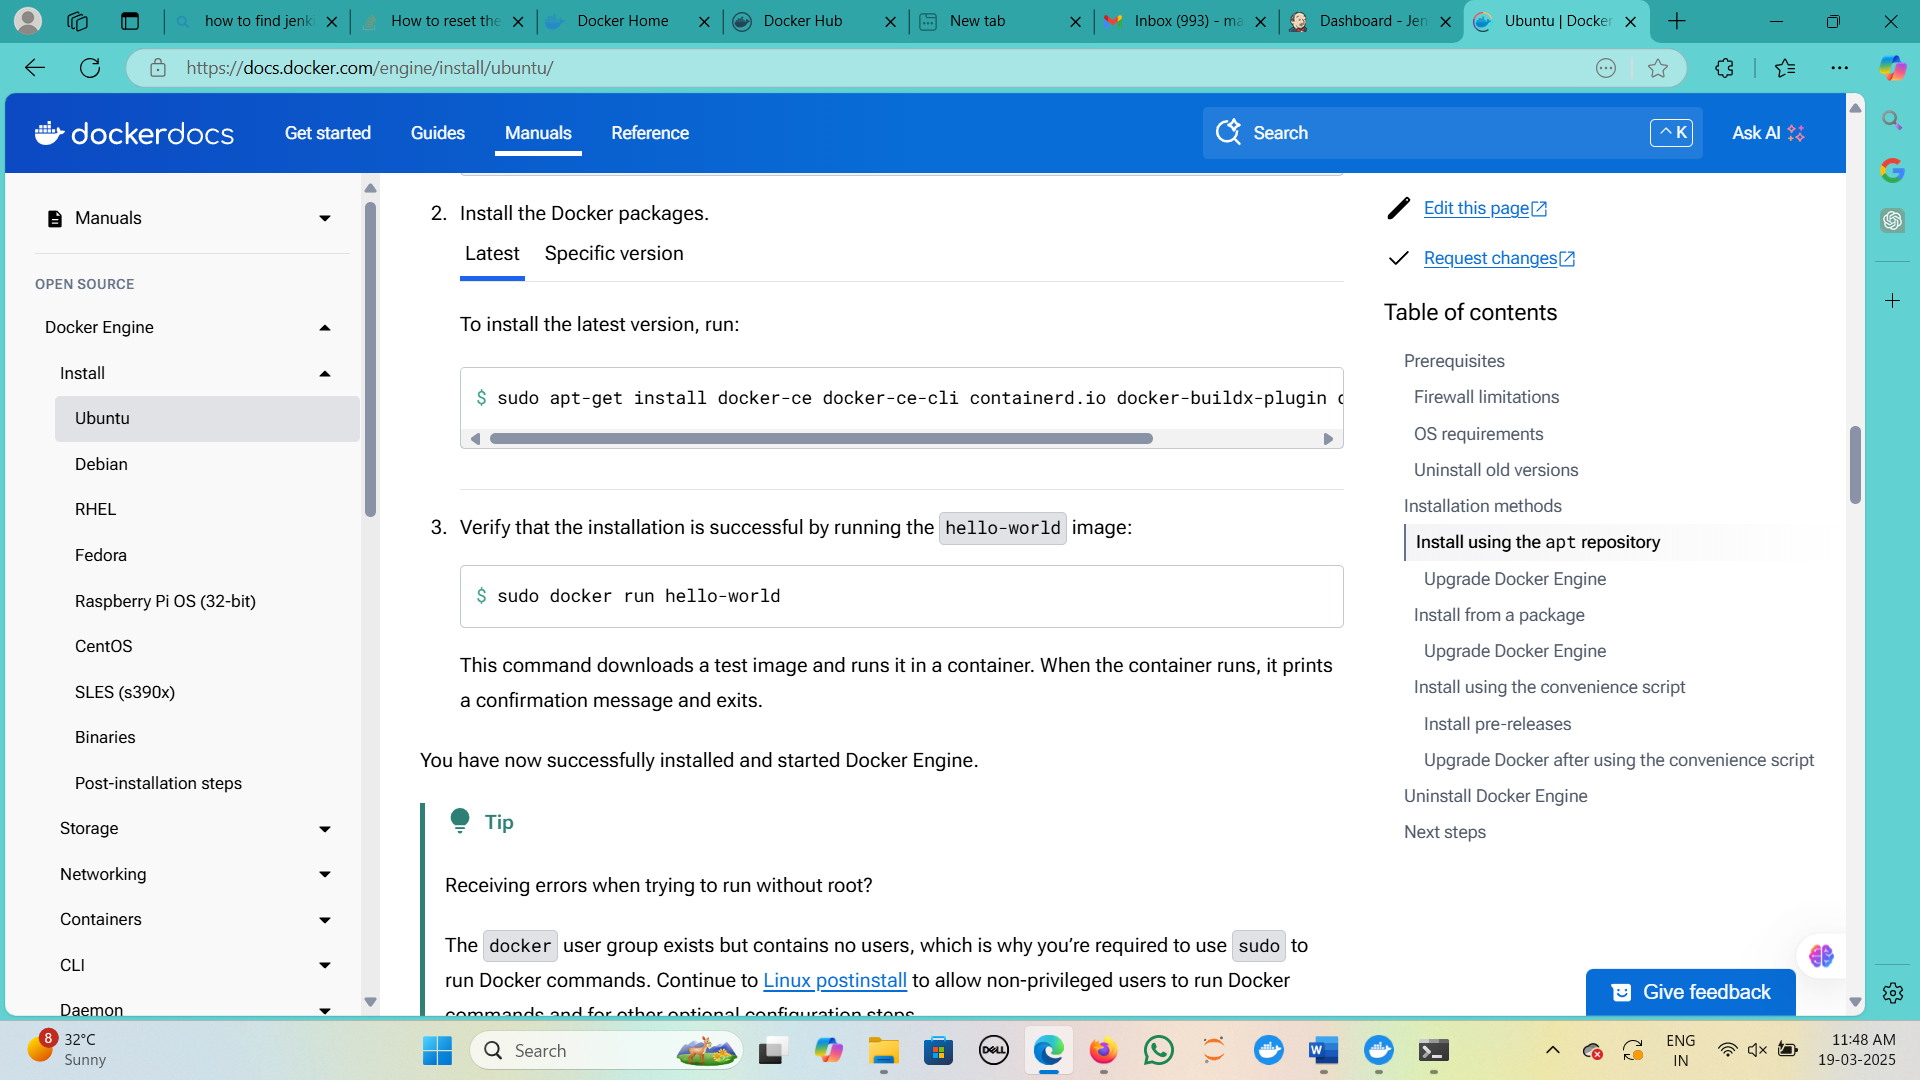 how to find jenk
How to reset the
Docker Home
Docker Hub
New tab
Inbox (993) - ma
Dashboard - Jen
Ubuntu | Docker
https://docs.docker.com/engine/install/ubuntu/
dockerdocs
Get started
Guides
Manuals
Reference
Search
^ K
Ask AI
Manuals
OPEN SOURCE
Docker Engine
Install
Ubuntu
Debian
RHEL
Fedora
Raspberry Pi OS (32-bit)
CentOS
SLES (s390x)
Binaries
Post-installation steps
Storage
Networking
Containers
CLI
Daemon
2. Install the Docker packages.
Latest Specific version
To install the latest version, run:
$ sudo apt-get install docker-ce docker-ce-cli containerd.io docker-buildx-plugin
3. Verify that the installation is successful by running the hello-world image:
$ sudo docker run hello-world
This command downloads a test image and runs it in a container. When the container runs, it prints
a confirmation message and exits.
You have now successfully installed and started Docker Engine.
Tip
Receiving errors when trying to run without root?
The docker user group exists but contains no users, which is why you’re required to use sudo to
run Docker commands. Continue to Linux postinstall to allow non-privileged users to run Docker
commands and for other optional configuration steps.
Edit this page
Request changes
Table of contents
Prerequisites
Firewall limitations
OS requirements
Uninstall old versions
Installation methods
Install using the apt repository
Upgrade Docker Engine
Install from a package
Upgrade Docker Engine
Install using the convenience script
Install pre-releases
Upgrade Docker after using the convenience script
Uninstall Docker Engine
Next steps
Give feedback
8
32°C
Sunny
Search
DELL
W
ENG
IN
11:48 AM
19-03-2025